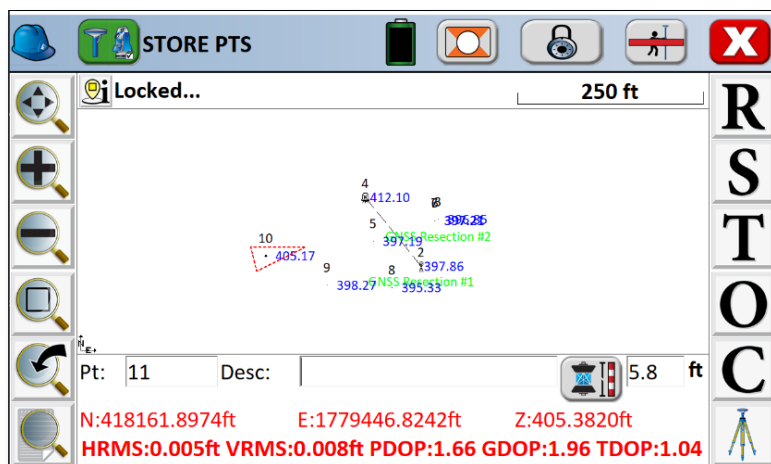 STORE PTS
Locked...
250 ft
R
S
T
O
C
4
412.10
5
397.19
GNSS Resection #2
2
397.86
10
405.17
9
398.27
8
GNSS Resection #1
395.33
N
E
Pt: 11 Desc: 5.8 ft
N:418161.8974ft E:1779446.8242ft Z:405.3820ft
HRMS:0.005ft VRMS:0.008ft PDOP:1.66 GDOP:1.96 TDOP:1.04